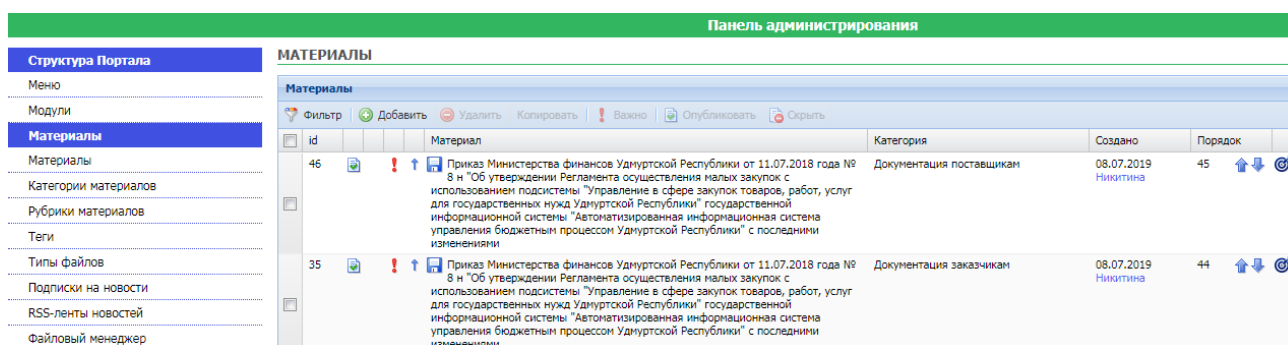 Панель администрирования
Структура Портала
Меню
Модули
Материалы
Материалы
Категории материалов
Рубрики материалов
Теги
Типы файлов
Подписки на новости
RSS-ленты новостей
Файловый менеджер
МАТЕРИАЛЫ
Материалы
Фильтр Добавить Удалить Копировать Важно Опубликовать Скрыть
id Материал Категория Создано Порядок
46 Приказ Министерства финансов Удмуртской Республики от 11.07.2018 года № Документация поставщикам 08.07.2019 45
8 н "Об утверждении Регламента осуществления малых закупок с Никитина
использованием подсистемы "Управление в сфере закупок товаров, работ, услуг
для государственных нужд Удмуртской Республики" государственной
информационной системы "Автоматизированная информационная система
управления бюджетным процессом Удмуртской Республики" с последними
изменениями
35 Приказ Министерства финансов Удмуртской Республики от 11.07.2018 года № Документация заказчикам 08.07.2019 44
8 н "Об утверждении Регламента осуществления малых закупок с Никитина
использованием подсистемы "Управление в сфере закупок товаров, работ, услуг
для государственных нужд Удмуртской Республики" государственной
информационной системы "Автоматизированная информационная система
управления бюджетным процессом Удмуртской Республики" с последними
изменениями